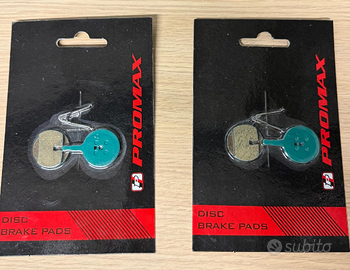 PROMAX
DISC
BRAKE PADS
PROMAX
DISC
BRAKE PADS
subito